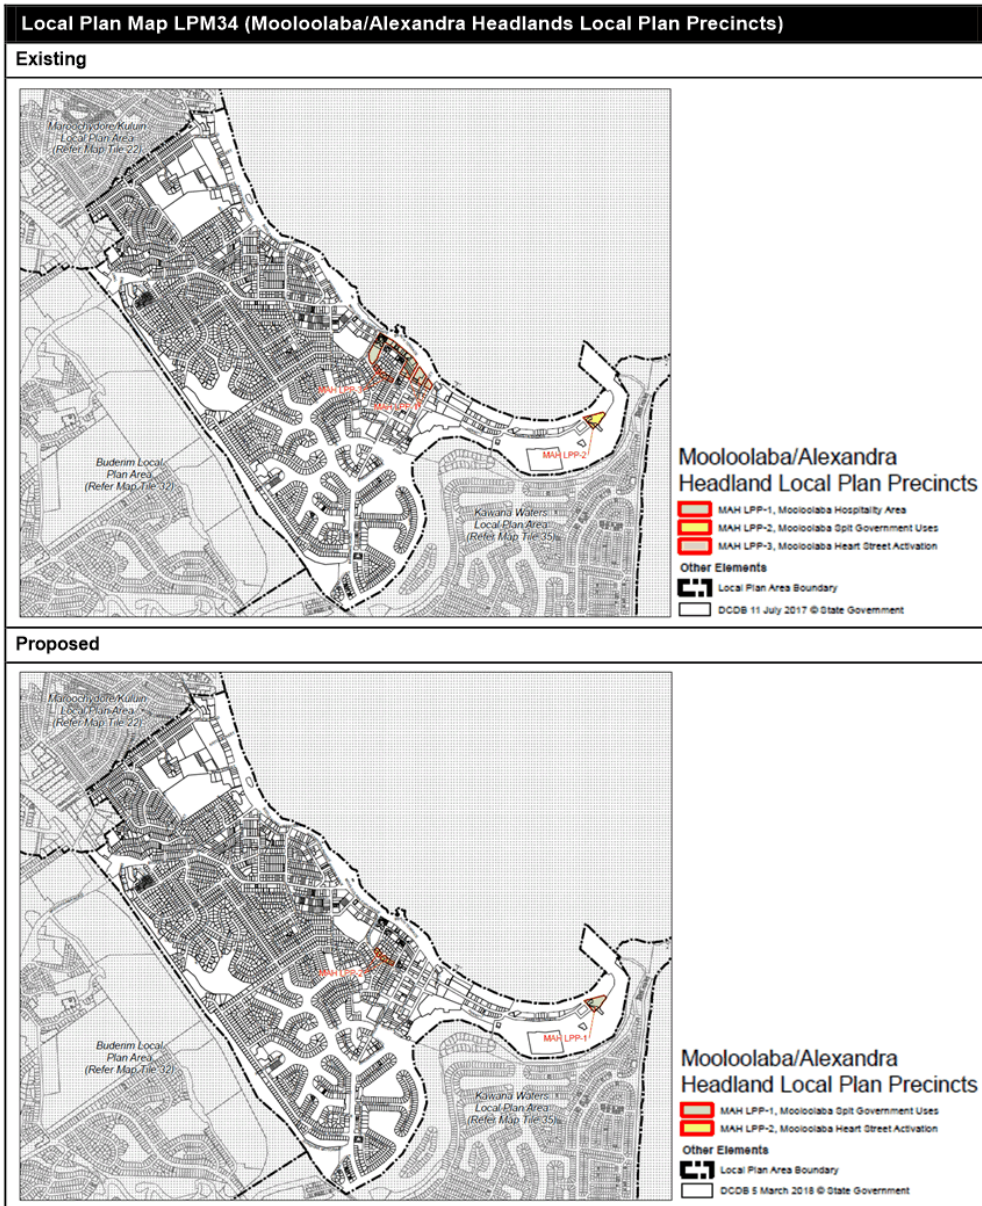 Local Plan Map LPM34 (Mooloolaba/Alexandra Headlands Local Plan Precincts)
Existing
Maroochydore/Kuluin
Local Plan Area
(Refer Map Tile 22)
MAH LPP-3
MAH LPP-1
MAH LPP-2
Buderim Local
Plan Area
(Refer Map Tile 32)
Kawana Waters
Local Plan Area
(Refer Map Tile 35)
Mooloolaba/Alexandra
Headland Local Plan Precincts
MAH LPP-1, Mooloolaba Hospitality Area
MAH LPP-2, Mooloolaba Spit Government Uses
MAH LPP-3, Mooloolaba Heart Street Activation
Other Elements
Local Plan Area Boundary
DCDB 11 July 2017 © State Government
Proposed
Maroochydore/Kuluin
Local Plan Area
(Refer Map Tile 22)
MAH LPP-2
MAH LPP-1
Buderim Local
Plan Area
(Refer Map Tile 32)
Kawana Waters
Local Plan Area
(Refer Map Tile 35)
Mooloolaba/Alexandra
Headland Local Plan Precincts
MAH LPP-1, Mooloolaba Spit Government Uses
MAH LPP-2, Mooloolaba Heart Street Activation
Other Elements
Local Plan Area Boundary
DCDB 5 March 2018 © State Government